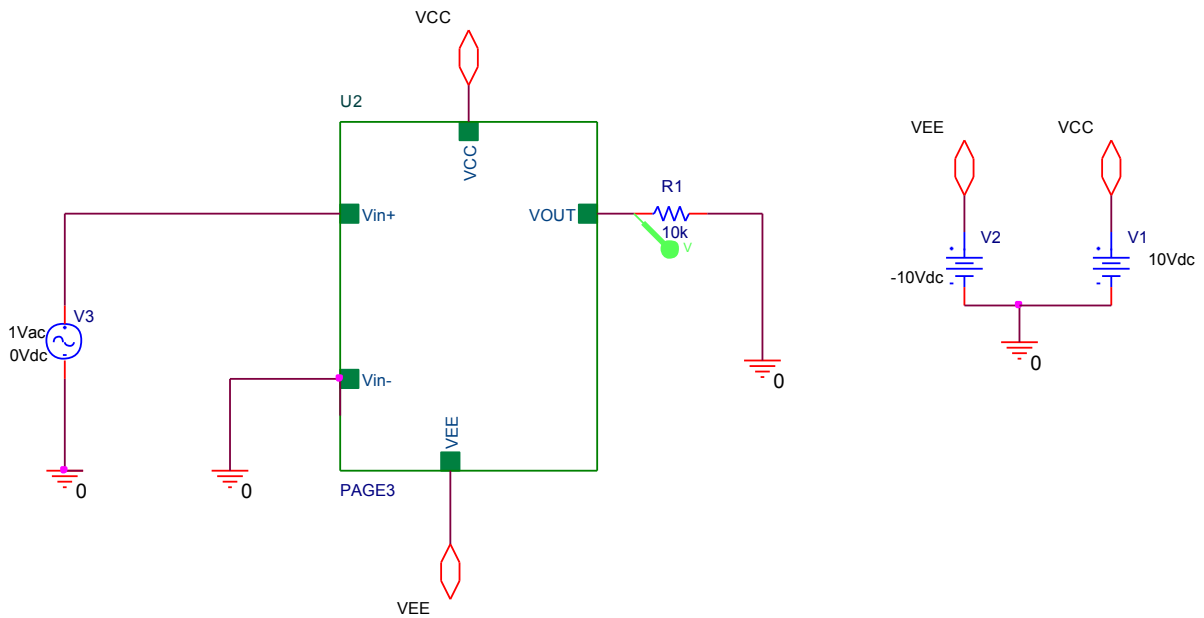 VCC
U2
VCC
Vin+
VOUT
R1
10k
V
V3
1Vac
0Vdc
Vin-
VEE
PAGE3
0
0
0
VEE
VEE
VCC
V2
-10Vdc
V1
10Vdc
0